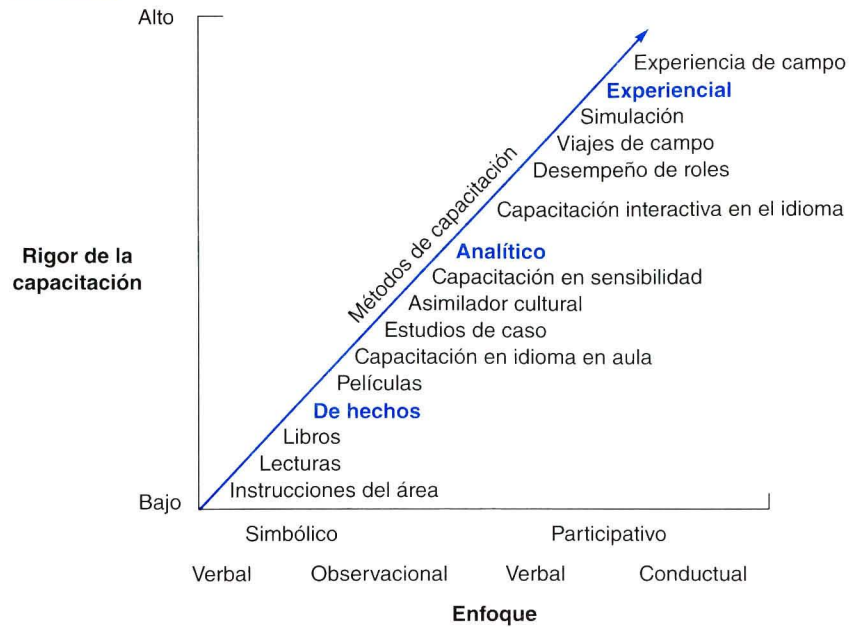 Alto
Experiencia de campo
Experiencial
Simulación
Viajes de campo
Desempeño de roles
Métodos de capacitación
Capacitación interactiva en el idioma
Rigor de la
capacitación
Analítico
Capacitación en sensibilidad
Asimilador cultural
Estudios de caso
Capacitación en idioma en aula
Películas
De hechos
Libros
Lecturas
Instrucciones del área
Bajo
Simbólico Participativo
Verbal Observacional Verbal Conductual
Enfoque